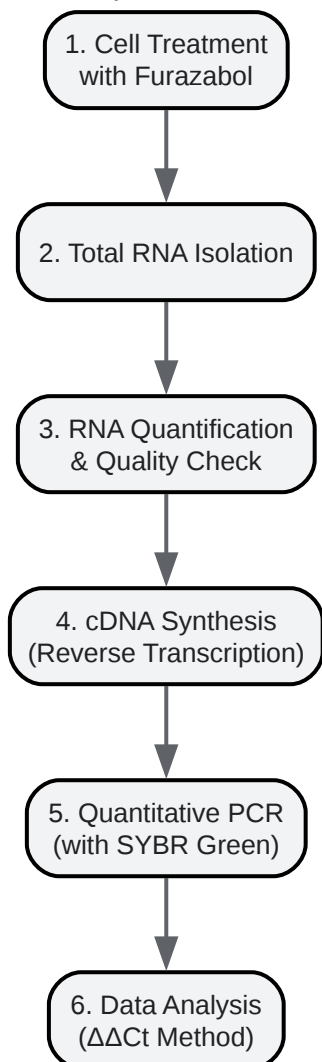 1. Cell Treatment
with Furazabol
2. Total RNA Isolation
3. RNA Quantification
& Quality Check
4. cDNA Synthesis
(Reverse Transcription)
5. Quantitative PCR
(with SYBR Green)
6. Data Analysis
(ΔΔCt Method)